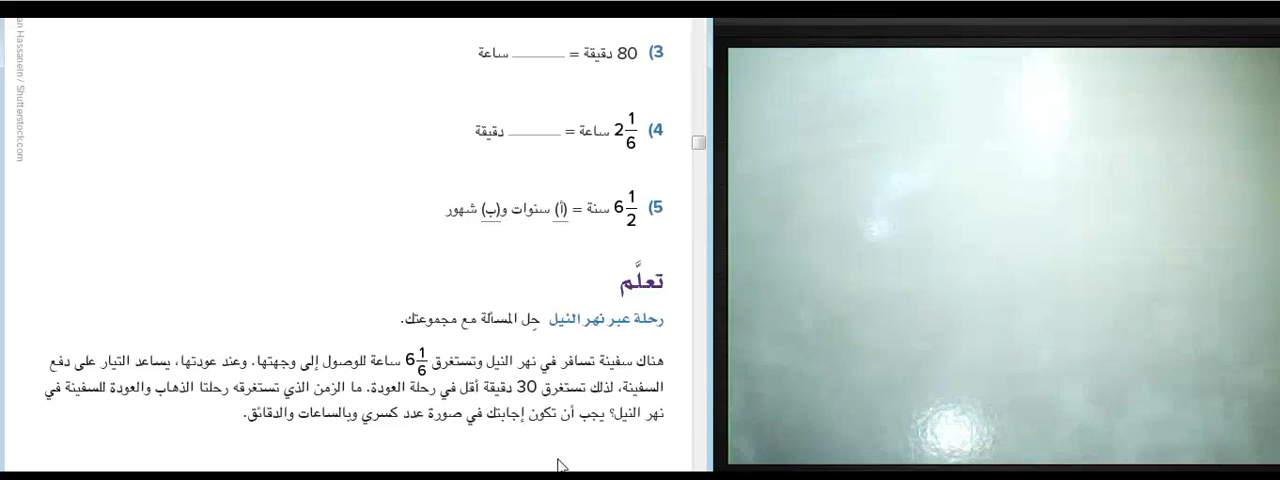 3) 80 دقيقة = ______ ساعة
4) 2 1/6 ساعة = ______ دقيقة
5) 6 1/2 سنة = (أ) سنوات و(ب) شهور
تعلَّم
رحلة عبر نهر النيل حِل المسألة مع مجموعتك.
هناك سفينة تسافر في نهر النيل وتستغرق 6 1/6 ساعة للوصول إلى وجهتها. وعند عودتها، يساعد التيار على دفع
السفينة، لذلك تستغرق 30 دقيقة أقل في رحلة العودة. ما الزمن الذي تستغرقه رحلتا الذهاب والعودة للسفينة في
نهر النيل؟ يجب أن تكون إجابتك في صورة عدد كسري وبالساعات والدقائق.
an Hassanein / Shutterstock.com